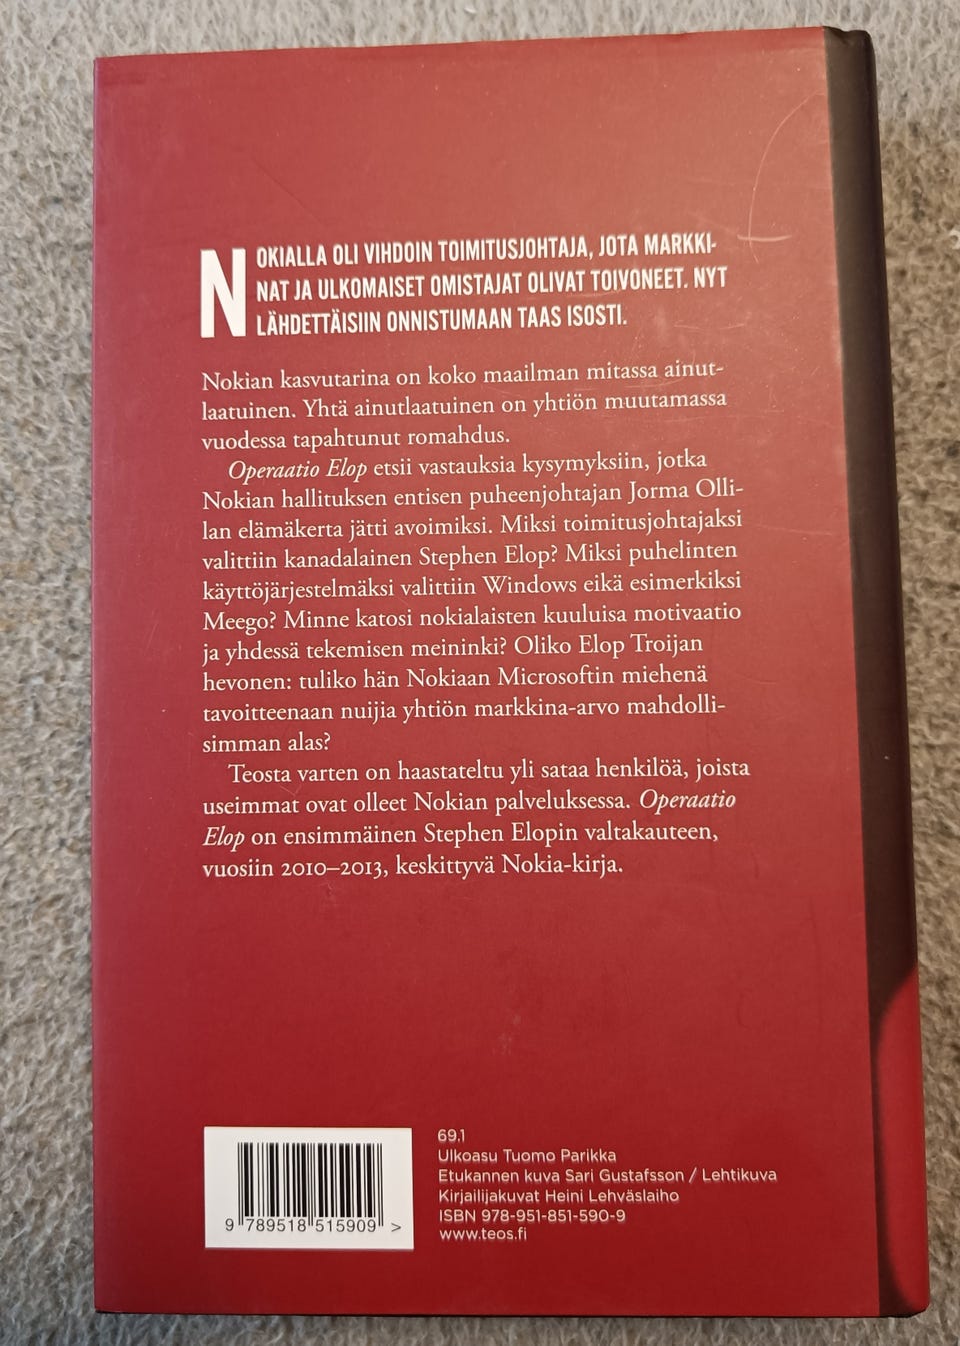 NOKIALLA OLI VIHDOIN TOIMITUSJOHTAJA, JOTA MARKKI-
NAT JA ULKOMAISET OMISTAJAT OLIVAT TOIVONEET. NYT
LÄHDETTÄISIIN ONNISTUMAAN TAAS ISOSTI.
Nokian kasvutarina on koko maailman mitassa ainut-
laatuinen. Yhtä ainutlaatuinen on yhtiön muutamassa
vuodessa tapahtunut romahdus.
Operaatio Elop etsii vastauksia kysymyksiin, jotka
Nokian hallituksen entisen puheenjohtajan Jorma Olli-
lan elämäkerta jätti avoimiksi. Miksi toimitusjohtajaksi
valittiin kanadalainen Stephen Elop? Miksi puhelinten
käyttöjärjestelmäksi valittiin Windows eikä esimerkiksi
Meego? Minne katosi nokialaisten kuuluisa motivaatio
ja yhdessä tekemisen meininki? Oliko Elop Troijan
hevonen: tuliko hän Nokiaan Microsoftin miehenä
tavoitteenaan nuijia yhtiön markkina-arvo mahdolli-
simman alas?
Teosta varten on haastateltu yli sataa henkilöä, joista
useimmat ovat olleet Nokian palveluksessa. Operaatio
Elop on ensimmäinen Stephen Elopin valtakauteen,
vuosiin 2010–2013, keskittyvä Nokia-kirja.
69.1
Ulkoasu Tuomo Parikka
Etukannen kuva Sari Gustafsson / Lehtikuva
Kirjailijakuvat Heini Lehväslaiho
ISBN 978-951-851-590-9
www.teos.fi
9 789518 515909 >